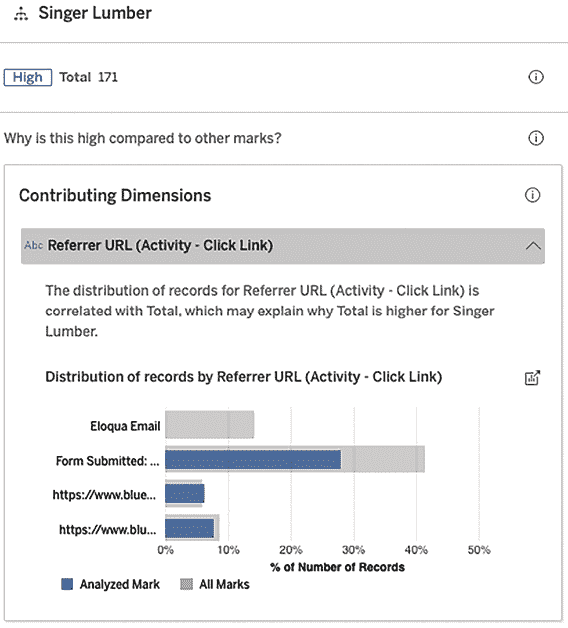 Singer Lumber
High Total 171
Why is this high compared to other marks?
Contributing Dimensions
Abc Referrer URL (Activity - Click Link)
The distribution of records for Referrer URL (Activity - Click Link) is
correlated with Total, which may explain why Total is higher for Singer
Lumber.
Distribution of records by Referrer URL (Activity - Click Link)
Eloqua Email
Form Submitted: ...
https://www.blue...
https://www.blu...
0% 10% 20% 30% 40% 50%
% of Number of Records
Analyzed Mark All Marks